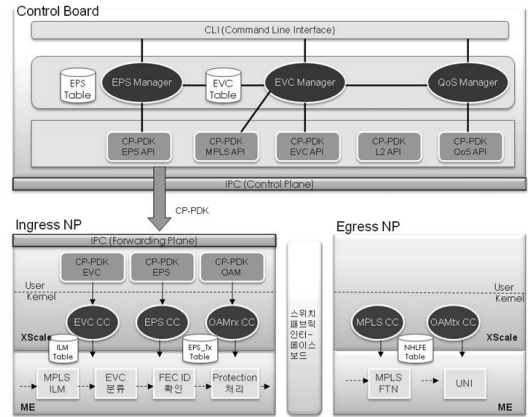 Control Board
CLI (Command Line Interface)
EPS
Table
EPS Manager
EVC
Table
EVC Manager
QoS Manager
CP-PDK
EPS API
CP-PDK
MPLS API
CP-PDK
EVC API
CP-PDK
L2 API
CP-PDK
QoS API
IPC (Control Plane)
CP-PDK
Ingress NP
IPC (Forwarding Plane)
CP-PDK
EVC
CP-PDK
EPS
CP-PDK
OAM
User
Kernel
EVC CC
EPS CC
OAMrx CC
XScale
ILM
Table
EPS_Tx
Table
MPLS
ILM
EVC
분류
FEC ID
확인
Protection
처리
ME
스위치
패브릭
인터-
페이스
보드
Egress NP
User
Kernel
MPLS CC
OAMtx CC
XScale
NHLFE
Table
MPLS
FTN
UNI
ME